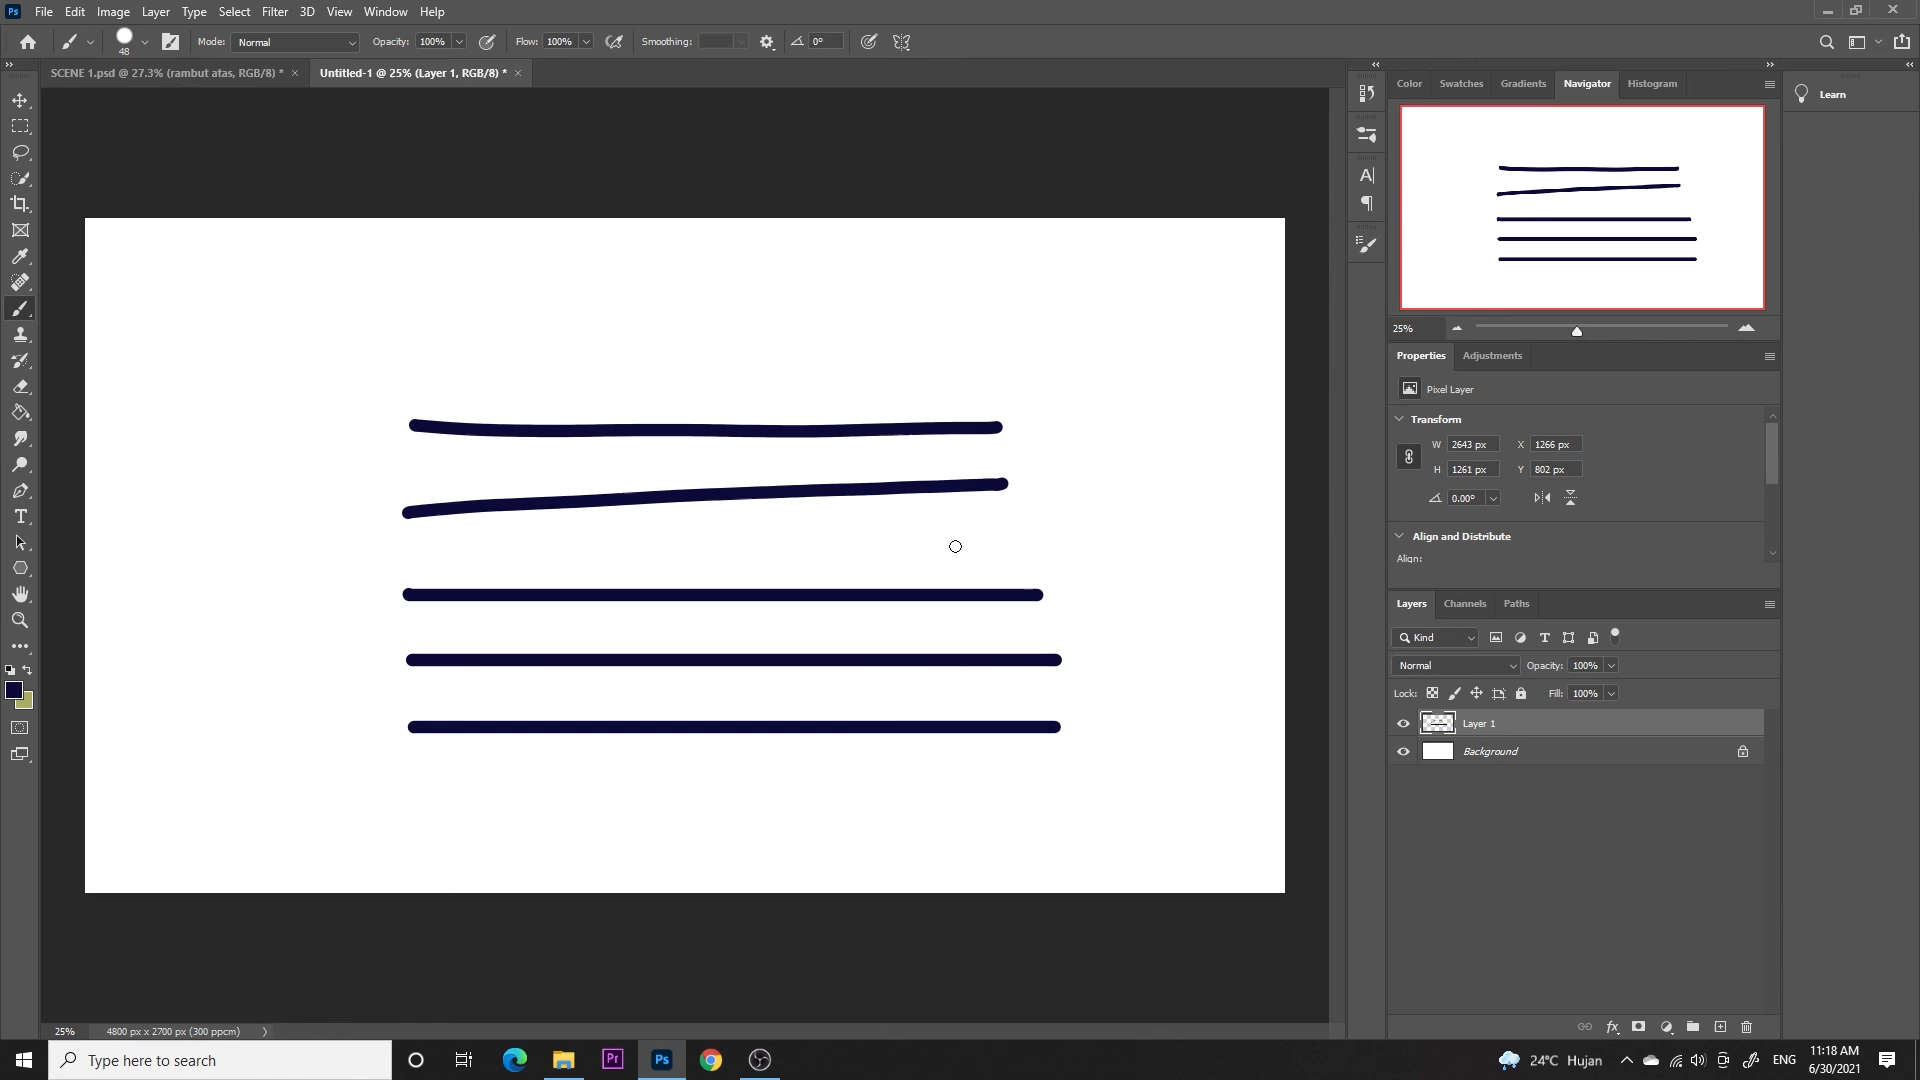 Ps File Edit Image Layer Type Select Filter 3D View Window Help
48 Mode: Normal Opacity: 100% Flow: 100% Smoothing: 0°
SCENE 1.psd @ 27.3% (rambut atas, RGB/8) * × Untitled-1 @ 25% (Layer 1, RGB/8) * ×
Color Swatches Gradients Navigator Histogram
Learn
25%
Properties Adjustments
Pixel Layer
Transform
W 2643 px X 1266 px
H 1261 px Y 802 px
0.00°
Align and Distribute
Align:
Layers Channels Paths
Kind
Normal Opacity: 100%
Lock: Fill: 100%
Layer 1
Background
25% 4800 px x 2700 px (300 ppcm)
Type here to search
Pr
Ps
24°C Hujan
ENG
11:18 AM
6/30/2021